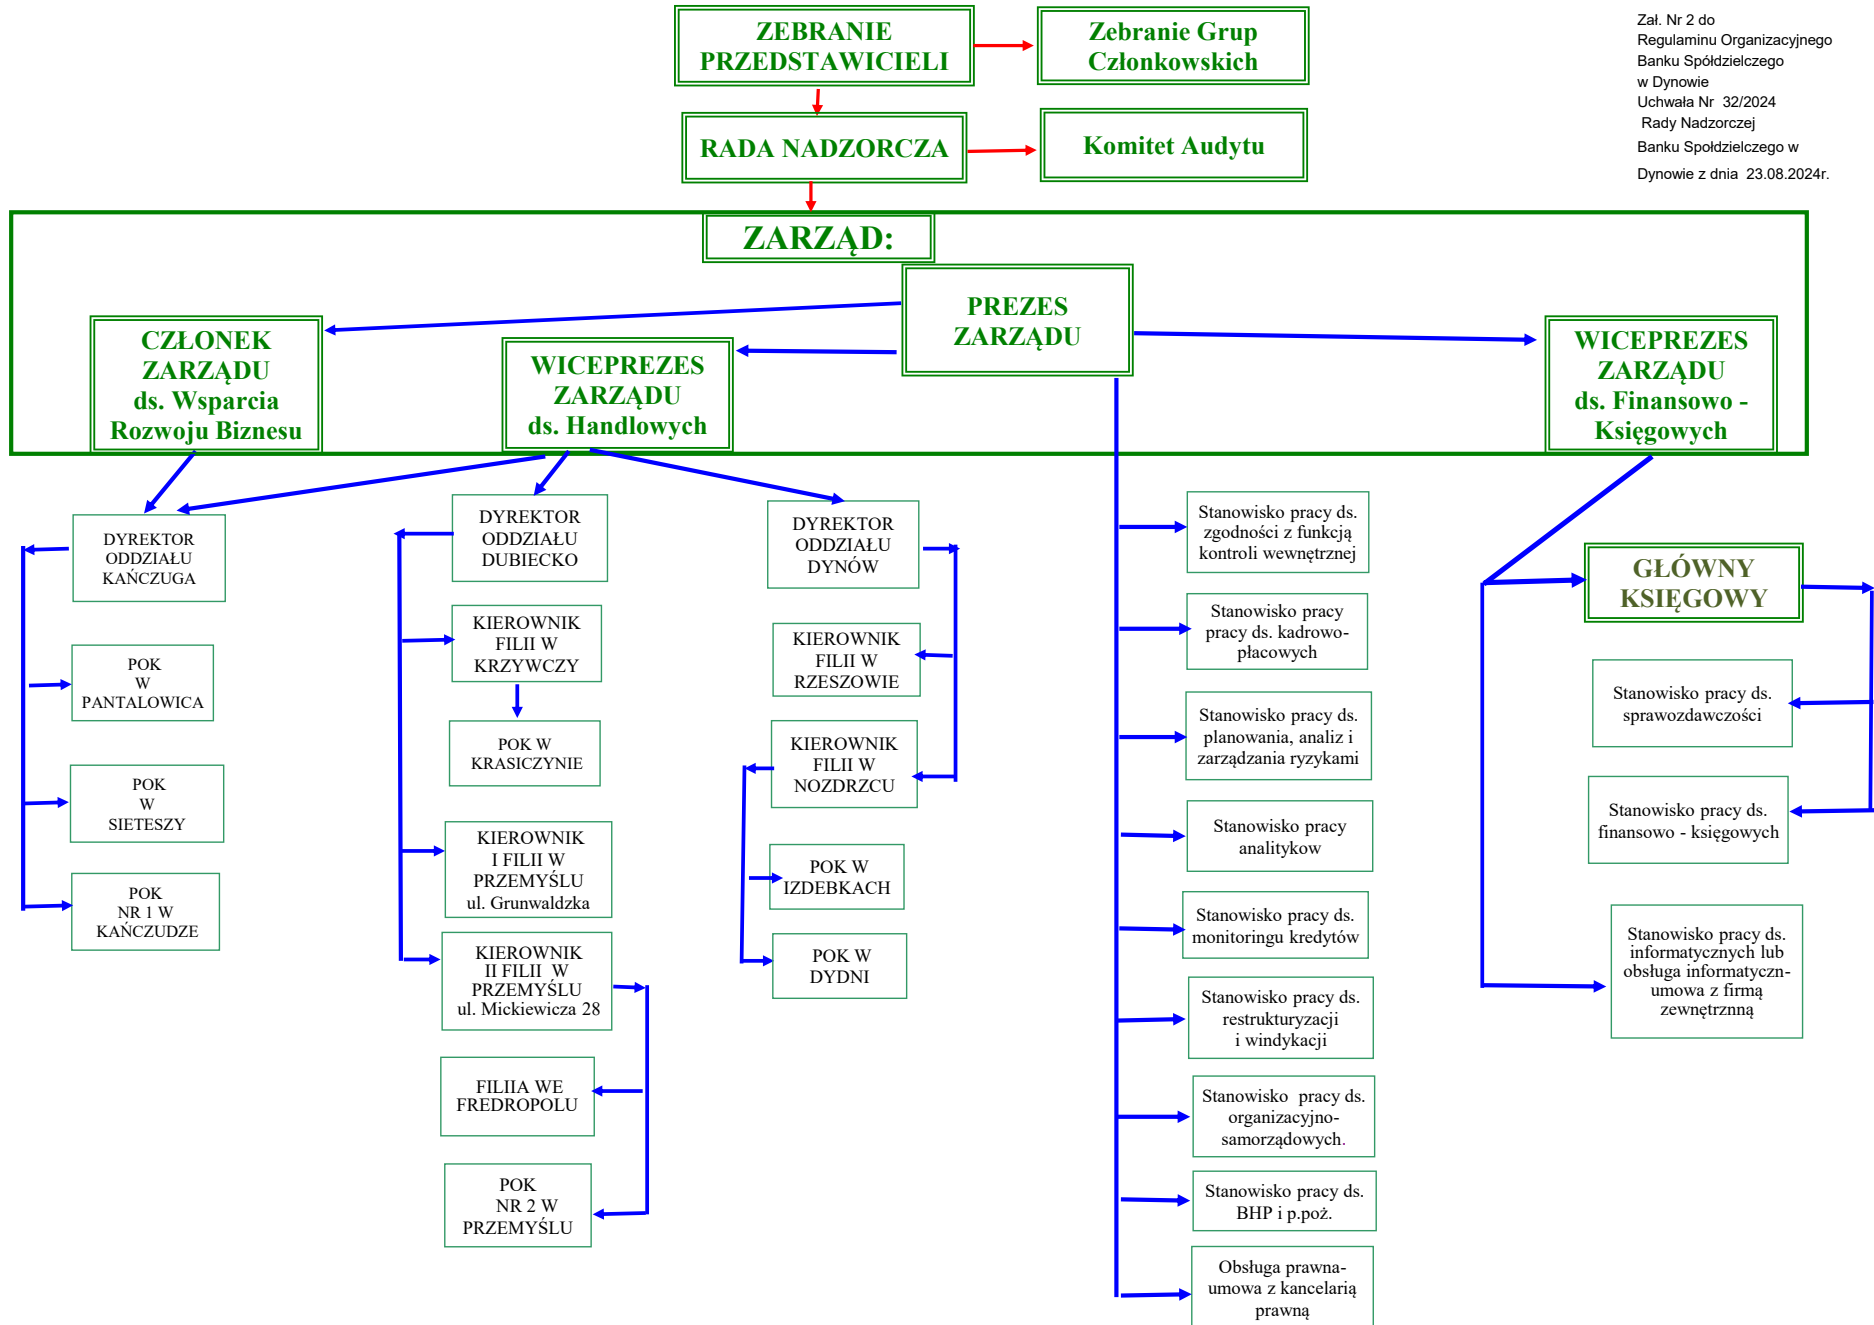 ZEBRANIE
PRZEDSTAWICIELI
Zebranie Grup
Członkowskich
Zał. Nr 2 do
Regulaminu Organizacyjnego
Banku Spółdzielczego
w Dynowie
Uchwała Nr 32/2024
Rady Nadzorczej
Banku Społdzielczego w
Dynowie z dnia 23.08.2024r.
RADA NADZORCZA
Komitet Audytu
ZARZĄD:
PREZES
ZARZĄDU
CZŁONEK
ZARZĄDU
ds. Wsparcia
Rozwoju Biznesu
WICEPREZES
ZARZĄDU
ds. Handlowych
WICEPREZES
ZARZĄDU
ds. Finansowo -
Księgowych
DYREKTOR
ODDZIAŁU
KAŃCZUGA
POK
W
PANTALOWICA
POK
W
SIETESZY
POK
NR 1 W
KAŃCZUDZE
DYREKTOR
ODDZIAŁU
DUBIECKO
KIEROWNIK
FILII W
KRZYWCZY
POK W
KRASICZYNIE
KIEROWNIK
I FILII W
PRZEMYŚLU
ul. Grunwaldzka
KIEROWNIK
II FILII W
PRZEMYŚLU
ul. Mickiewicza 28
FILIIA WE
FREDROPOLU
POK
NR 2 W
PRZEMYŚLU
DYREKTOR
ODDZIAŁU
DYNÓW
KIEROWNIK
FILII W
RZESZOWIE
KIEROWNIK
FILII W
NOZDRZCU
POK W
IZDEBKACH
POK W
DYDNI
Stanowisko pracy ds.
zgodności z funkcją
kontroli wewnętrznej
Stanowisko pracy
pracy ds. kadrowo-
płacowych
Stanowisko pracy ds.
planowania, analiz i
zarządzania ryzykami
Stanowisko pracy
analitykow
Stanowisko pracy ds.
monitoringu kredytów
Stanowisko pracy ds.
restrukturyzacji
i windykacji
Stanowisko pracy ds.
organizacyjno-
samorządowych.
Stanowisko pracy ds.
BHP i p.poż.
Obsługa prawna-
umowa z kancelarią
prawną
GŁÓWNY
KSIĘGOWY
Stanowisko pracy ds.
sprawozdawczości
Stanowisko pracy ds.
finansowo - księgowych
Stanowisko pracy ds.
informatycznych lub
obsługa informatyczn-
umowa z firmą
zewnętrznną